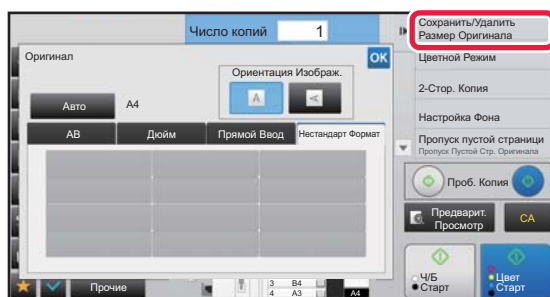 Число копий 1
Сохранить/Удалить
Размер Оригинала
Оригинал
OK
Ориентация Изображ.
A
A
Авто
A4
AB
Дюйм
Прямой Ввод
Нестандарт Формат
Цветной Режим
2-Стор. Копия
Настройка Фона
Пропуск пустой страници
Пропуск Пустой Стр. Оригинала
Проб. Копия
Предварит.
Просмотр
CA
Ч/Б
Старт
Цвет
Старт
Прочие
3 B4
4 A3
A4